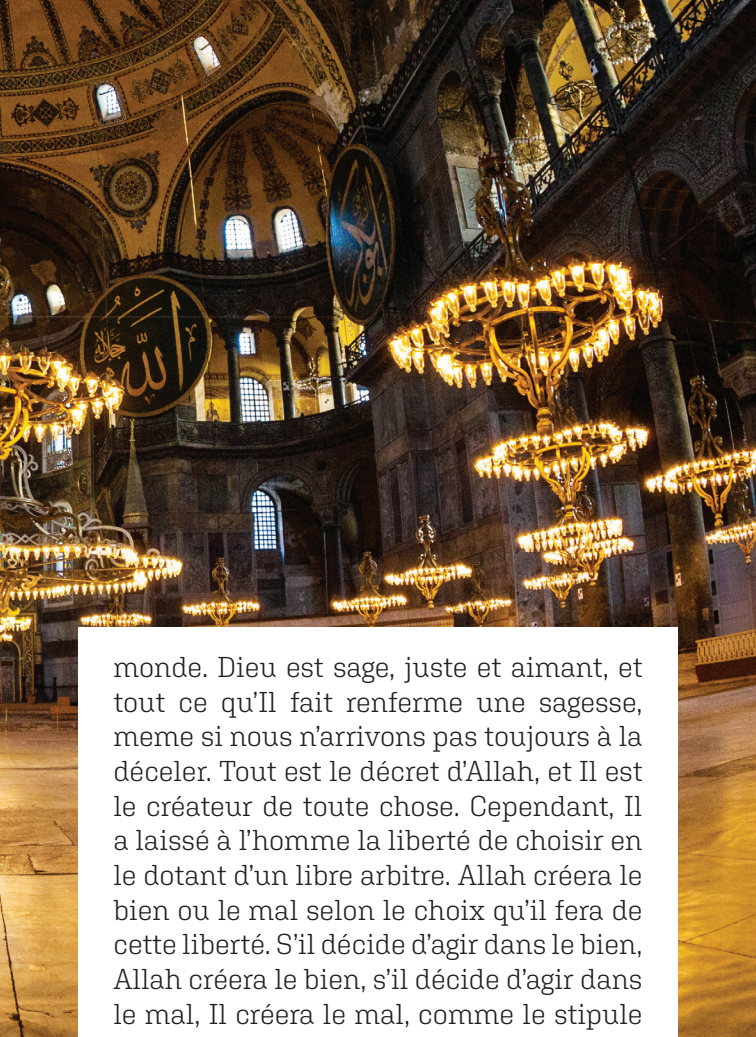 الله
جل جلاله
monde. Dieu est sage, juste et aimant, et
tout ce qu’Il fait renferme une sagesse,
meme si nous n’arrivons pas toujours à la
déceler. Tout est le décret d’Allah, et Il est
le créateur de toute chose. Cependant, Il
a laissé à l’homme la liberté de choisir en
le dotant d’un libre arbitre. Allah créera le
bien ou le mal selon le choix qu’il fera de
cette liberté. S’il décide d’agir dans le bien,
Allah créera le bien, s’il décide d’agir dans
le mal, Il créera le mal, comme le stipule